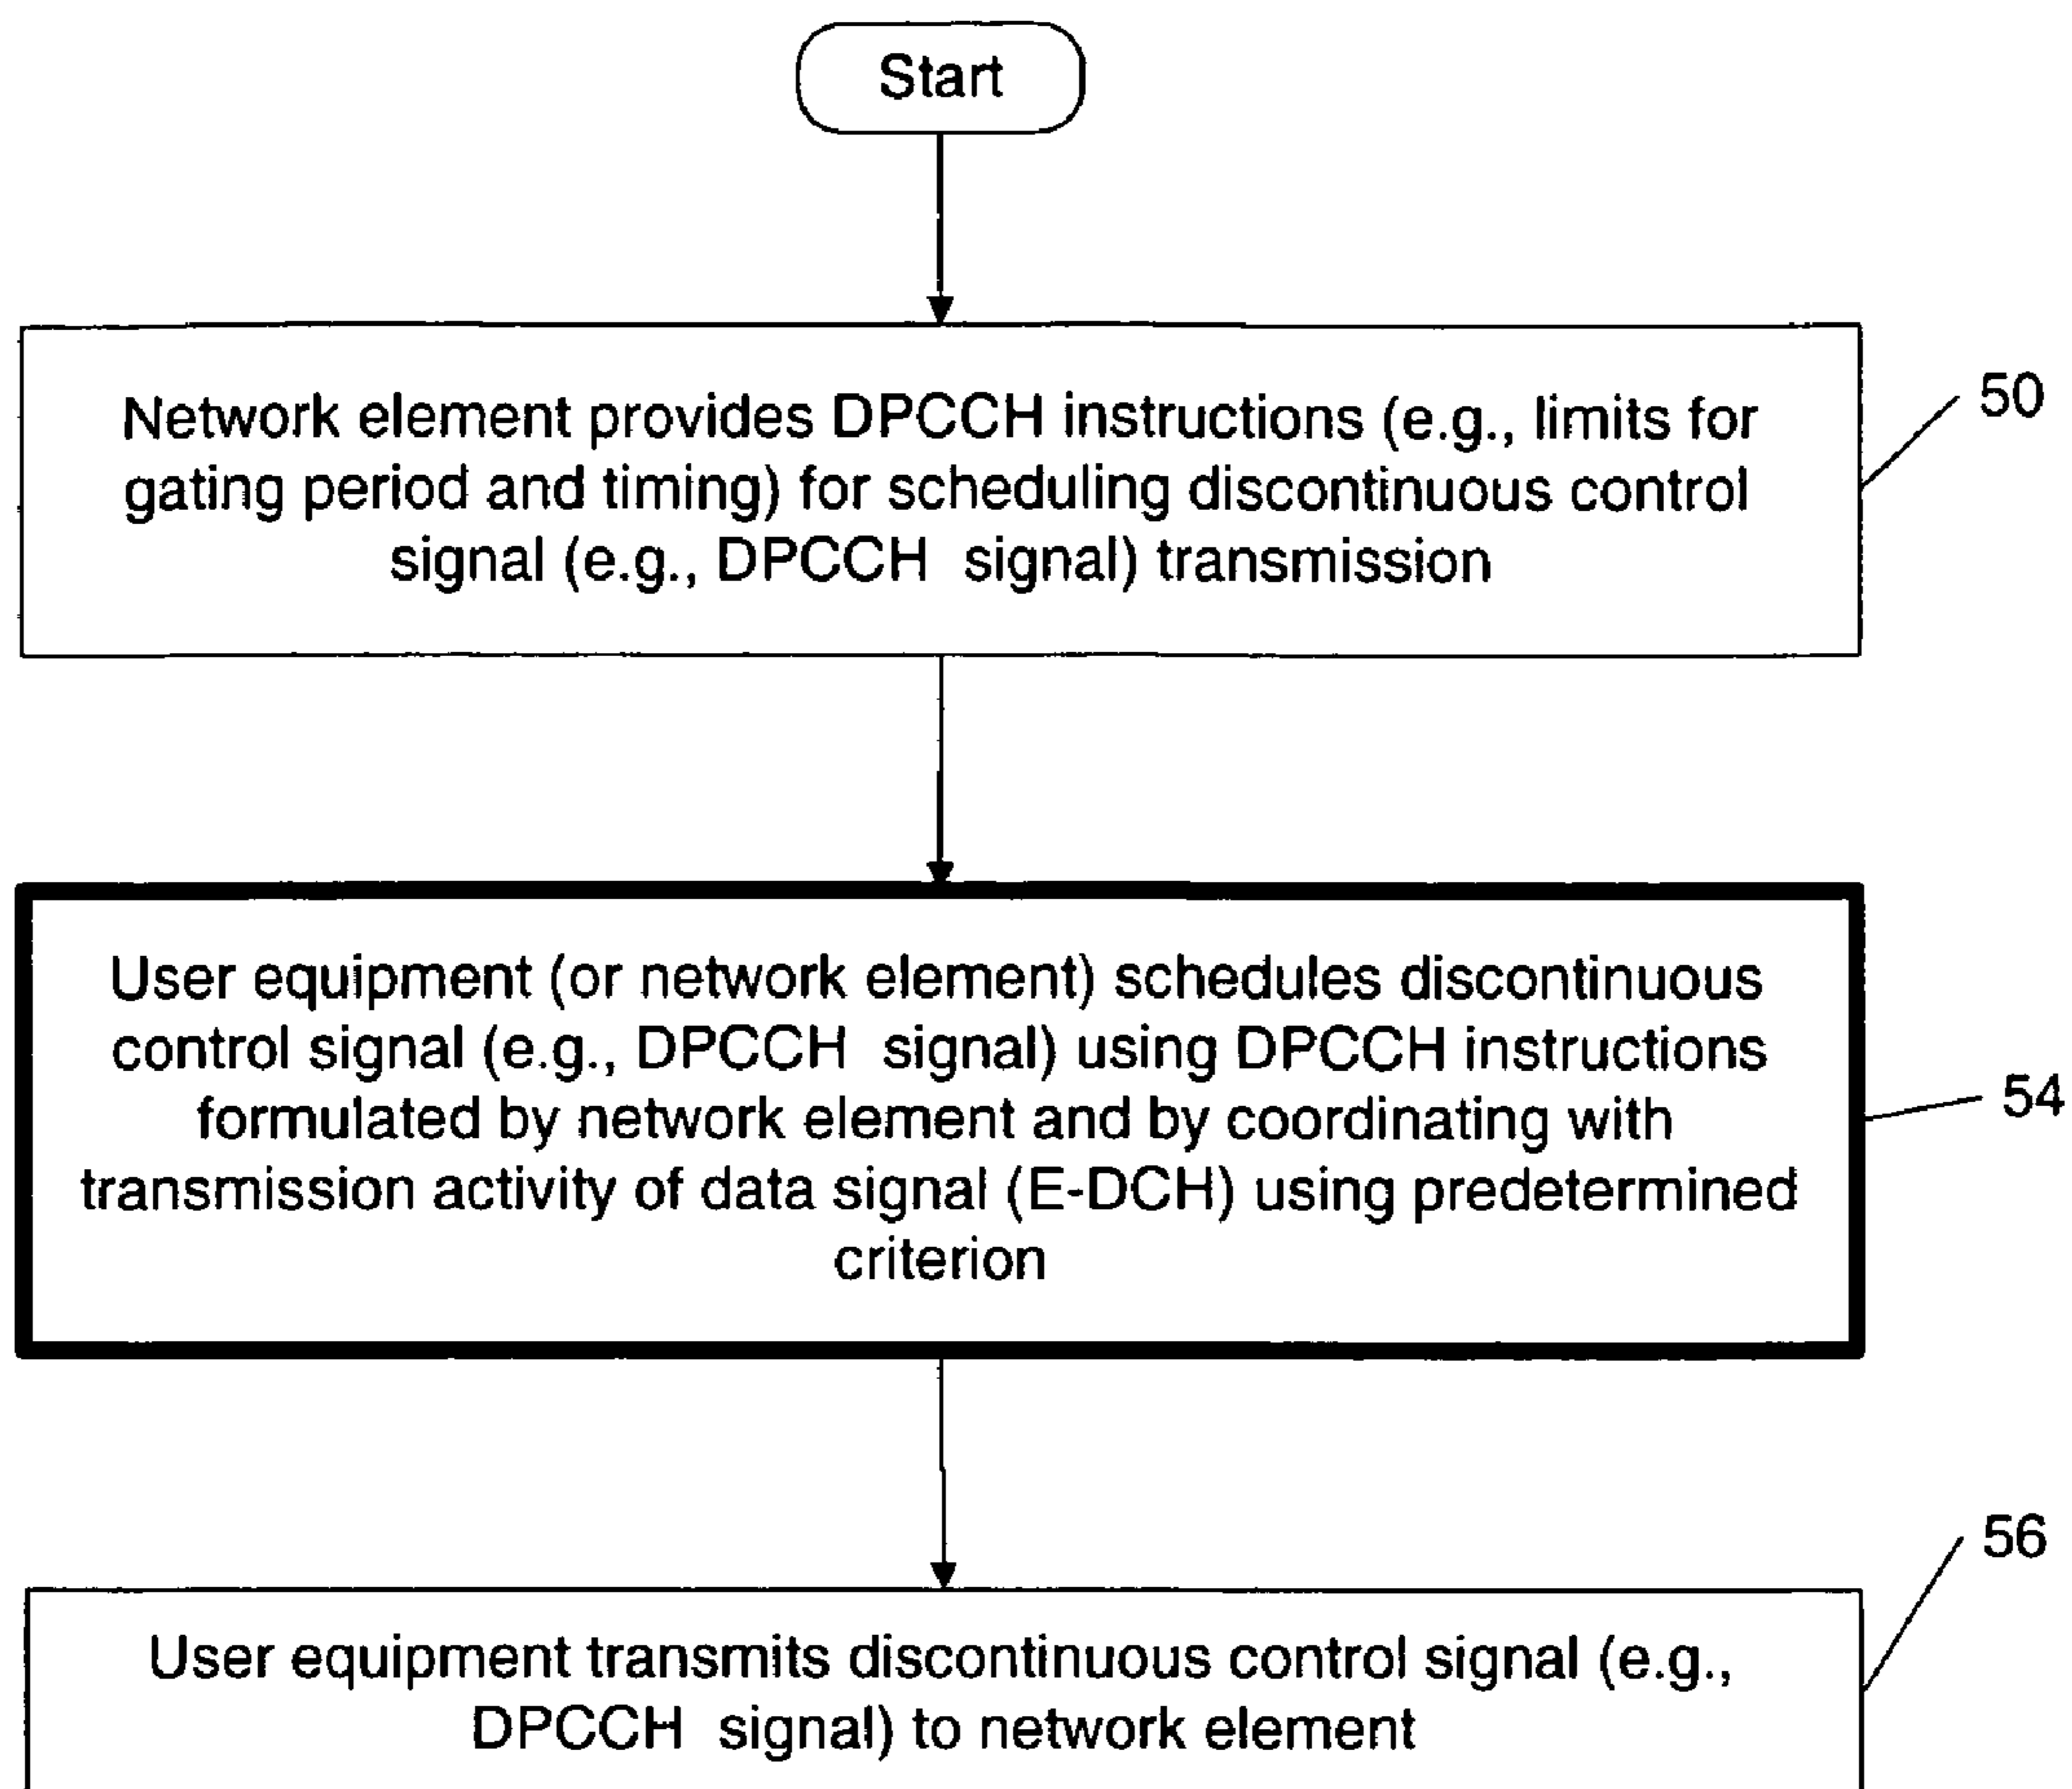 Start
Network element provides DPCCH instructions (e.g., limits for
gating period and timing) for scheduling discontinuous control
signal (e.g., DPCCH signal) transmission
50
User equipment (or network element) schedules discontinuous
control signal (e.g., DPCCH signal) using DPCCH instructions
formulated by network element and by coordinating with
transmission activity of data signal (E-DCH) using predetermined
criterion
54
56
User equipment transmits discontinuous control signal (e.g.,
DPCCH signal) to network element